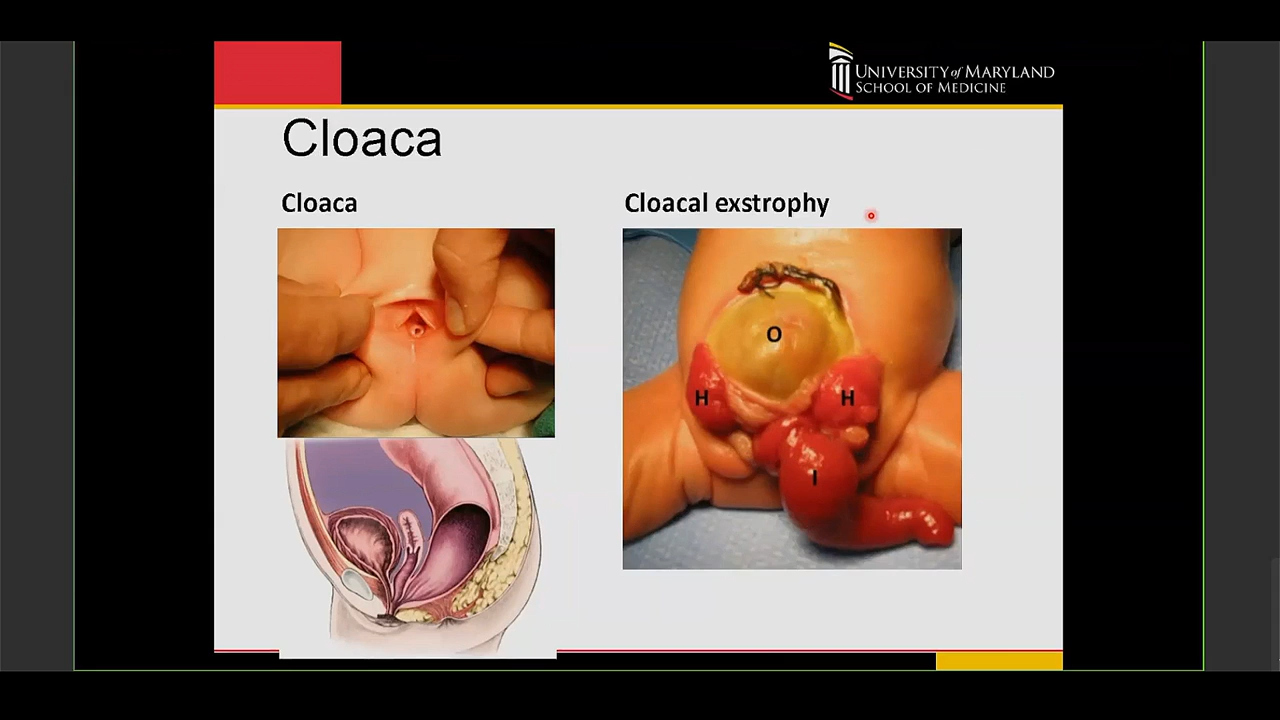 UNIVERSITY of MARYLAND
SCHOOL OF MEDICINE
Cloaca
Cloaca
Cloacal exstrophy
O
H
H
I